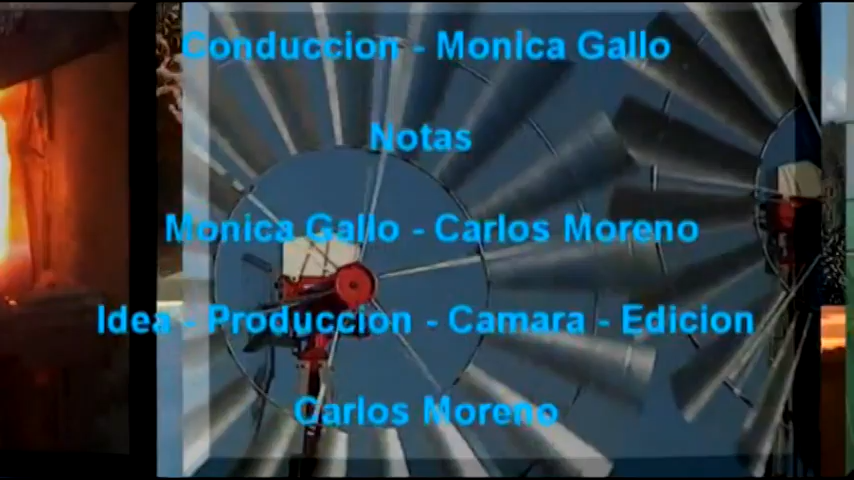 Conduccion - Monica Gallo
Notas
Monica Gallo - Carlos Moreno
Idea - Produccion - Camara - Edicion
Carlos Moreno